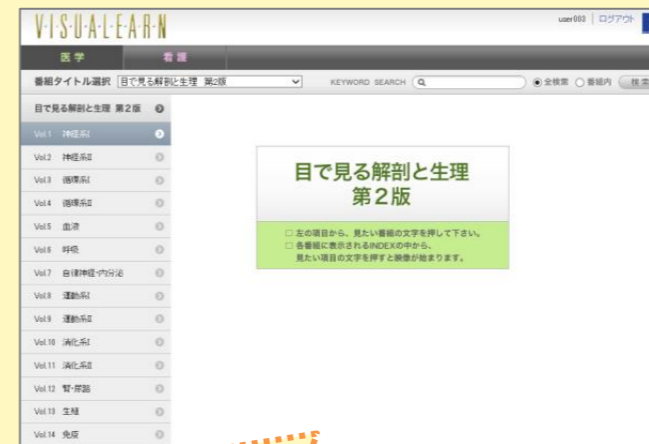 VISUALEARN
user003 ログアウト
医学 看護
番組タイトル選択 目で見る解剖と生理 第2版 KEYWORD SEARCH 全検索 番組内 検索
目で見る解剖と生理 第2版
Vol.1 神経系I
Vol.2 神経系II
Vol.3 循環系I
Vol.4 循環系II
Vol.5 血液
Vol.6 呼吸
Vol.7 自律神経・内分泌
Vol.8 運動系I
Vol.9 運動系II
Vol.10 消化系I
Vol.11 消化系II
Vol.12 腎・尿路
Vol.13 生殖
Vol.14 免疫
目で見る解剖と生理
第2版
□ 左の項目から、見たい番組の文字を押して下さい。
□ 各番組に表示されるINDEXの中から、
見たい項目の文字を押すと映像が始まります。